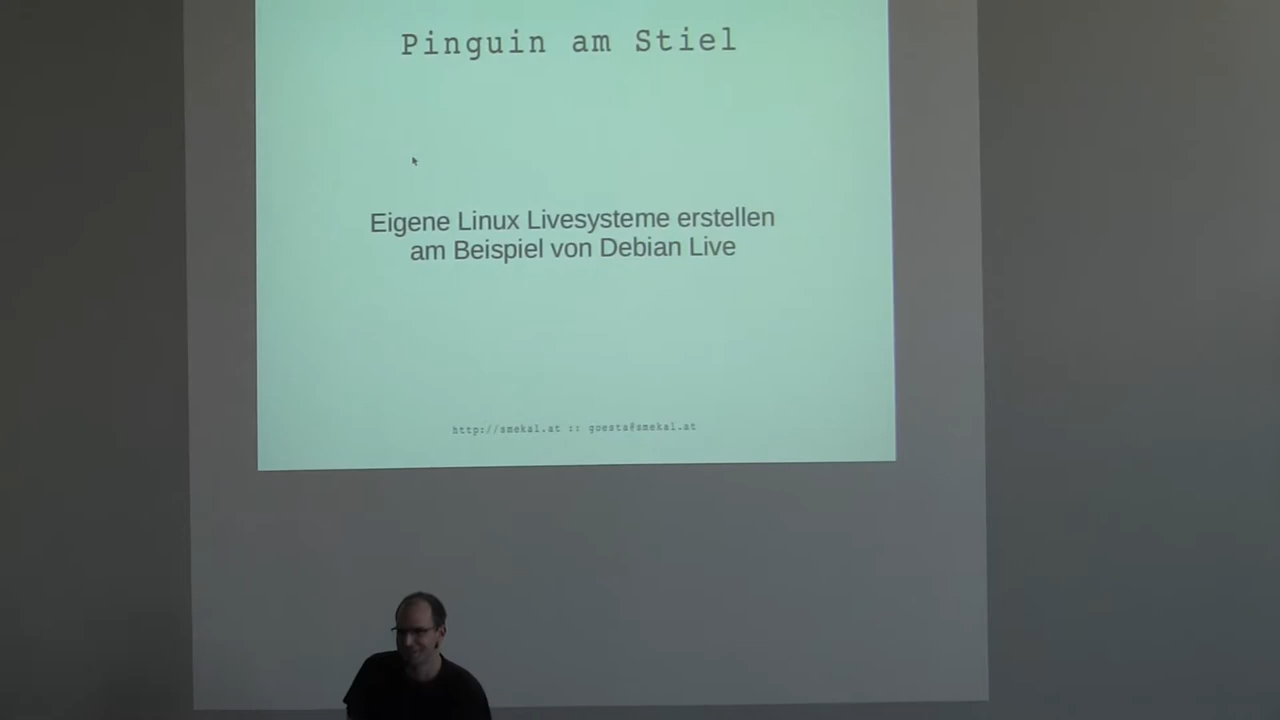 Pinguin am Stiel
Eigene Linux Livesysteme erstellen
am Beispiel von Debian Live
http://smekal.at :: goesta@smekal.at